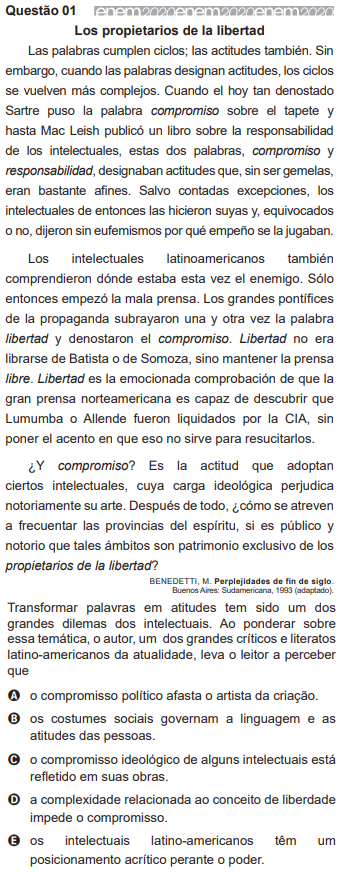 Questão 01 enem2020enem2020enem2020
Los propietarios de la libertad
Las palabras cumplen ciclos; las actitudes también. Sin
embargo, cuando las palabras designan actitudes, los ciclos
se vuelven más complejos. Cuando el hoy tan denostado
Sartre puso la palabra compromiso sobre el tapete y
hasta Mac Leish publicó un libro sobre la responsabilidad
de los intelectuales, estas dos palabras, compromiso y
responsabilidad, designaban actitudes que, sin ser gemelas,
eran bastante afines. Salvo contadas excepciones, los
intelectuales de entonces las hicieron suyas y, equivocados
o no, dijeron sin eufemismos por qué empeño se la jugaban.
Los intelectuales latinoamericanos también
comprendieron dónde estaba esta vez el enemigo. Sólo
entonces empezó la mala prensa. Los grandes pontífices
de la propaganda subrayaron una y otra vez la palabra
libertad y denostaron el compromiso. Libertad no era
librarse de Batista o de Somoza, sino mantener la prensa
libre. Libertad es la emocionada comprobación de que la
gran prensa norteamericana es capaz de descubrir que
Lumumba o Allende fueron liquidados por la CIA, sin
poner el acento en que eso no sirve para resucitarlos.
¿Y compromiso? Es la actitud que adoptan
ciertos intelectuales, cuya carga ideológica perjudica
notoriamente su arte. Después de todo, ¿cómo se atreven
a frecuentar las provincias del espíritu, si es público y
notorio que tales ámbitos son patrimonio exclusivo de los
propietarios de la libertad?
BENEDETTI, M. Perplejidades de fin de siglo.
Buenos Aires: Sudamericana, 1993 (adaptado).
Transformar palavras em atitudes tem sido um dos
grandes dilemas dos intelectuais. Ao ponderar sobre
essa temática, o autor, um dos grandes críticos e literatos
latino-americanos da atualidade, leva o leitor a perceber
que
A o compromisso político afasta o artista da criação.
B os costumes sociais governam a linguagem e as
atitudes das pessoas.
C o compromisso ideológico de alguns intelectuais está
refletido em suas obras.
D a complexidade relacionada ao conceito de liberdade
impede o compromisso.
E os intelectuais latino-americanos têm um
posicionamento acrítico perante o poder.